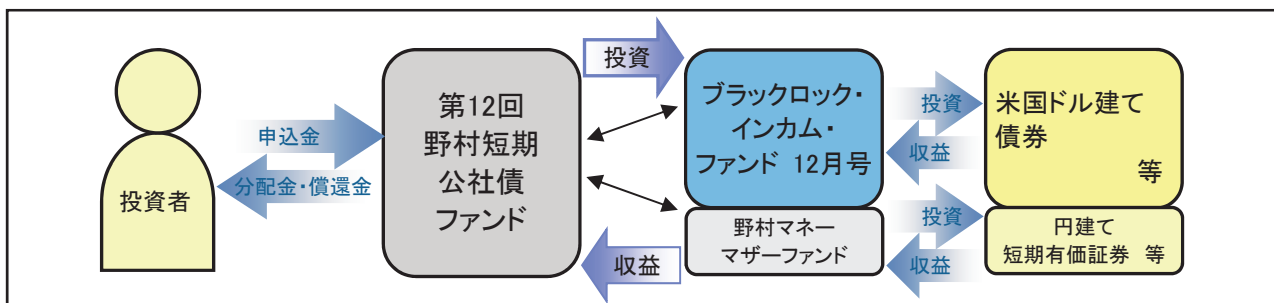 投資者
申込金
分配金・償還金
第12回
野村短期
公社債
ファンド
投資
収益
ブラックロック・
インカム・
ファンド 12月号
野村マネー
マザーファンド
投資
収益
投資
収益
米国ドル建て
債券
等
円建て
短期有価証券 等